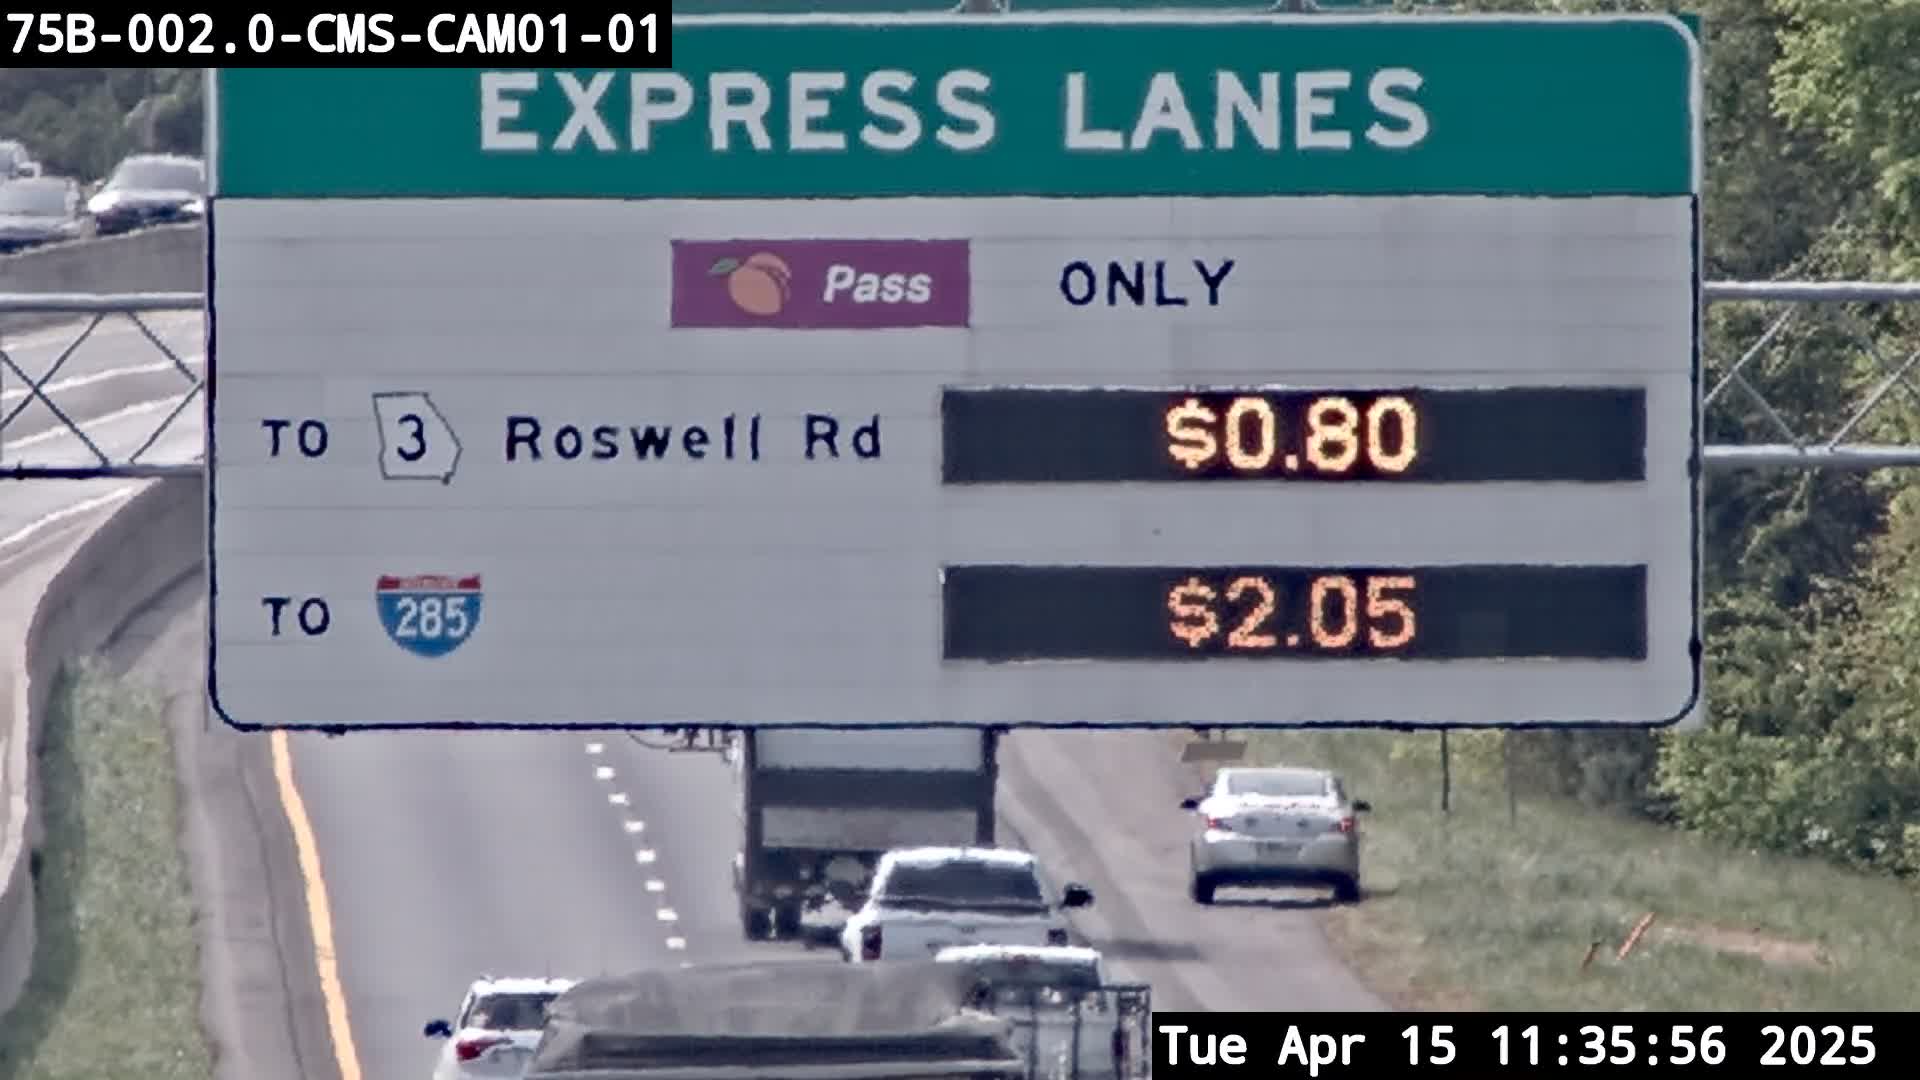 75B-002.0-CMS-CAM01-01
EXPRESS LANES
Pass ONLY
TO 3 Roswell Rd $0.80
TO 285 $2.05
Tue Apr 15 11:35:56 2025